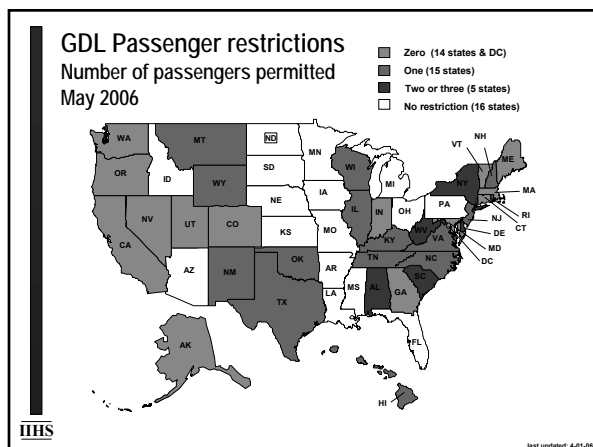 GDL Passenger restrictions
Number of passengers permitted
May 2006
Zero (14 states & DC)
One (15 states)
Two or three (5 states)
No restriction (16 states)
WA
MT
ND
MN
VT
NH
ME
OR
ID
WY
SD
WI
MI
NY
MA
RI
CT
NV
UT
CO
NE
IA
IL
IN
OH
PA
NJ
DE
MD
DC
CA
KS
MO
KY
WV
VA
AZ
NM
OK
AR
TN
NC
SC
TX
LA
MS
AL
GA
FL
AK
HI
IIHS
last updated: 4-01-06